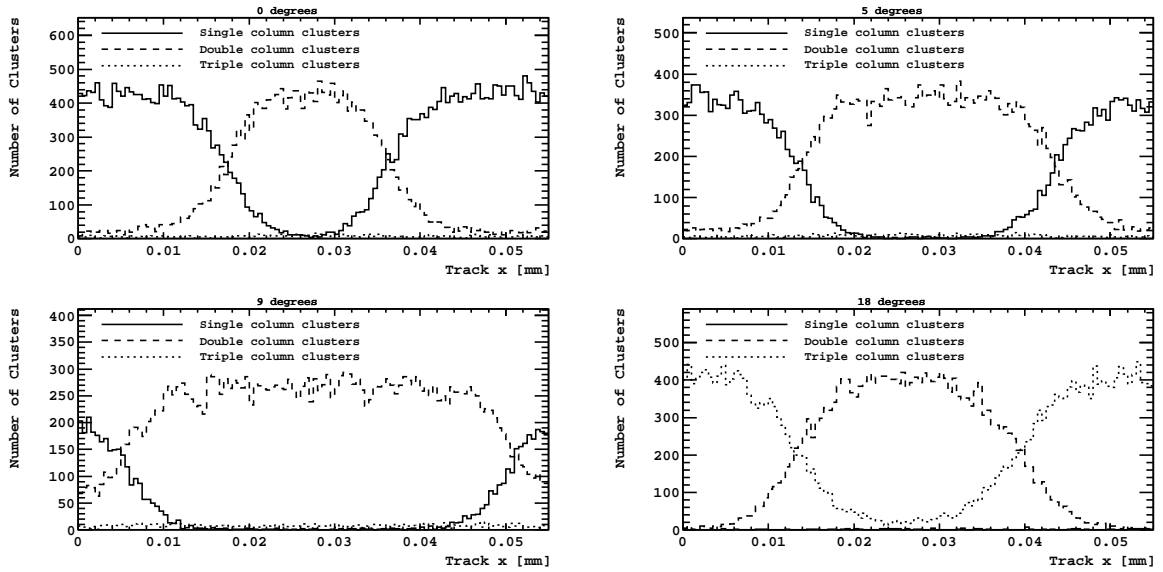 0 degrees
Number of Clusters
600
500
400
300
200
100
0
Single column clusters
Double column clusters
Triple column clusters
0 0.01 0.02 0.03 0.04 0.05
Track x [mm]
5 degrees
Number of Clusters
500
400
300
200
100
0
Single column clusters
Double column clusters
Triple column clusters
0 0.01 0.02 0.03 0.04 0.05
Track x [mm]
9 degrees
Number of Clusters
400
350
300
250
200
150
100
50
0
Single column clusters
Double column clusters
Triple column clusters
0 0.01 0.02 0.03 0.04 0.05
Track x [mm]
18 degrees
Number of Clusters
500
400
300
200
100
0
Single column clusters
Double column clusters
Triple column clusters
0 0.01 0.02 0.03 0.04 0.05
Track x [mm]